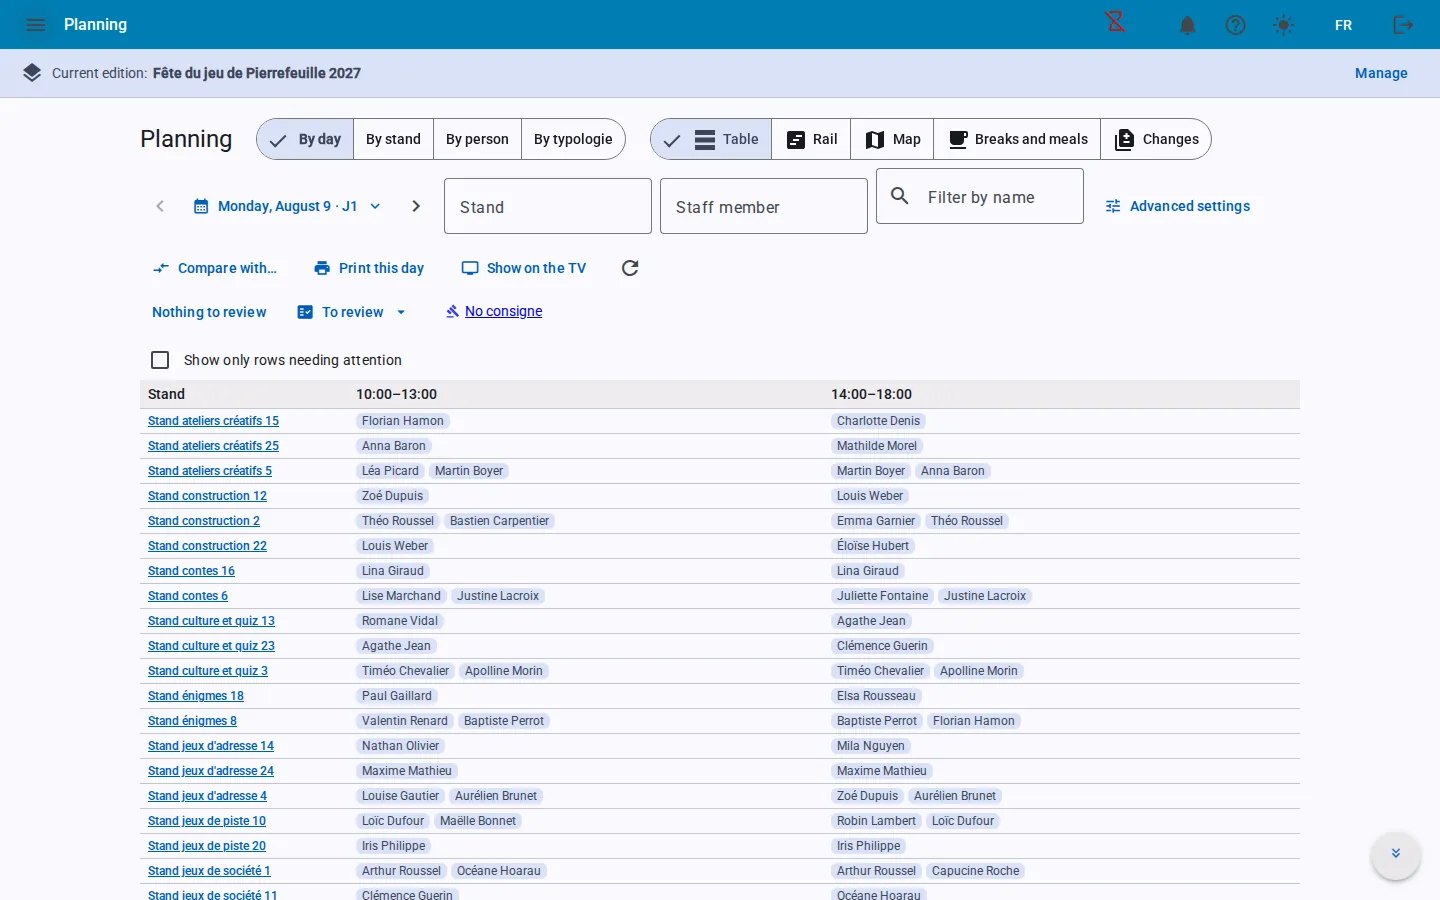 Planning
FR
Current edition: Fête du jeu de Pierrefeuille 2027
Manage
Planning
By day
By stand
By person
By typologie
Table
Rail
Map
Breaks and meals
Changes
Monday, August 9 · J1
Stand
Staff member
Filter by name
Advanced settings
Compare with…
Print this day
Show on the TV
Nothing to review
To review
No consigne
Show only rows needing attention
Stand 10:00–13:00 14:00–18:00
Stand ateliers créatifs 15 Florian Hamon Charlotte Denis
Stand ateliers créatifs 25 Anna Baron Mathilde Morel
Stand ateliers créatifs 5 Léa Picard Martin Boyer Martin Boyer Anna Baron
Stand construction 12 Zoé Dupuis Louis Weber
Stand construction 2 Théo Roussel Bastien Carpentier Emma Garnier Théo Roussel
Stand construction 22 Louis Weber Éloïse Hubert
Stand contes 16 Lina Giraud Lina Giraud
Stand contes 6 Lise Marchand Justine Lacroix Juliette Fontaine Justine Lacroix
Stand culture et quiz 13 Romane Vidal Agathe Jean
Stand culture et quiz 23 Agathe Jean Clémence Guerin
Stand culture et quiz 3 Timéo Chevalier Apolline Morin Timéo Chevalier Apolline Morin
Stand énigmes 18 Paul Gaillard Elsa Rousseau
Stand énigmes 8 Valentin Renard Baptiste Perrot Baptiste Perrot Florian Hamon
Stand jeux d'adresse 14 Nathan Olivier Mila Nguyen
Stand jeux d'adresse 24 Maxime Mathieu Maxime Mathieu
Stand jeux d'adresse 4 Louise Gautier Aurélien Brunet Zoé Dupuis Aurélien Brunet
Stand jeux de piste 10 Loïc Dufour Maëlle Bonnet Robin Lambert Loïc Dufour
Stand jeux de piste 20 Iris Philippe Iris Philippe
Stand jeux de société 1 Arthur Roussel Océane Hoarau Arthur Roussel Capucine Roche
Stand jeux de société 11 Clémence Guerin Océane Hoarau